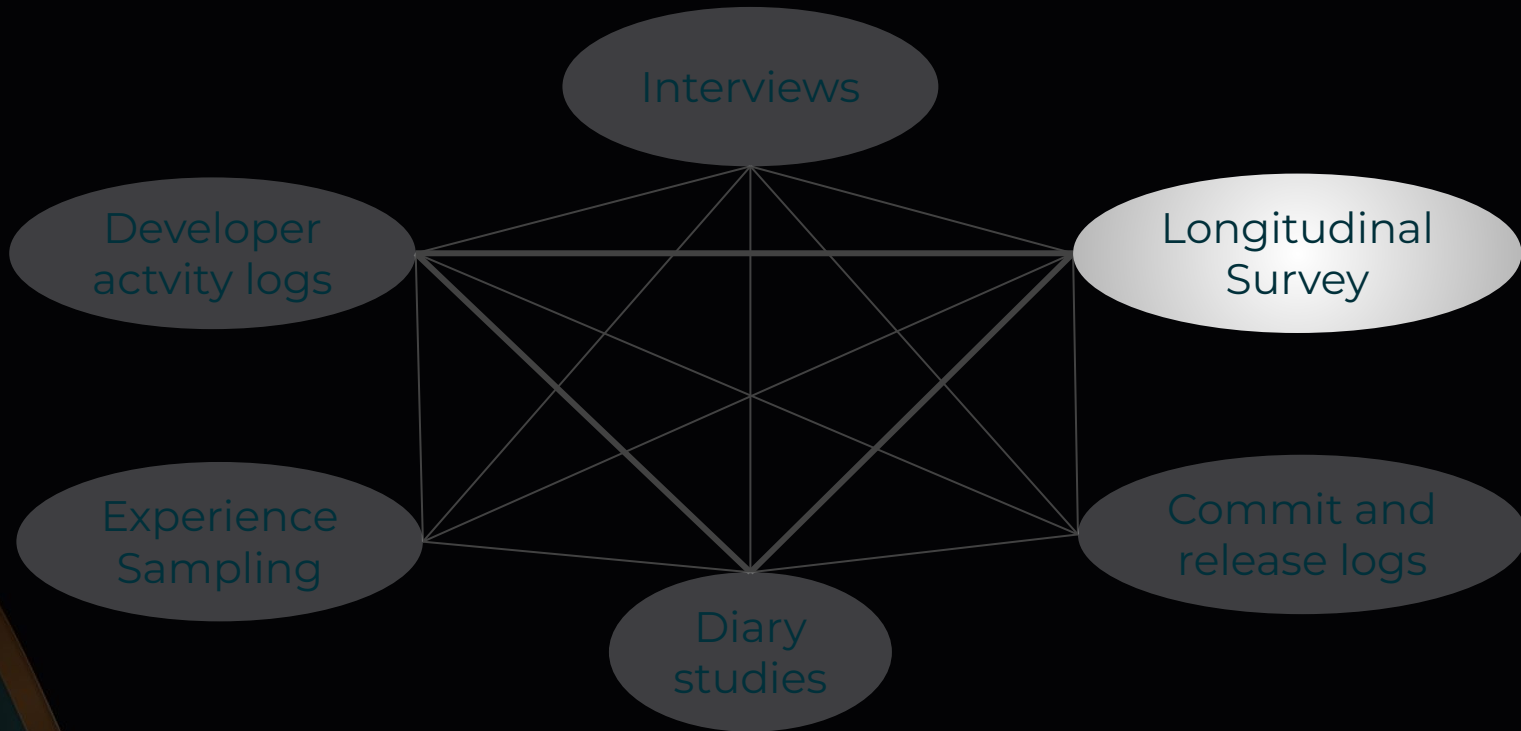 Interviews
Developer
actvity logs
Longitudinal
Survey
Experience
Sampling
Commit and
release logs
Diary
studies